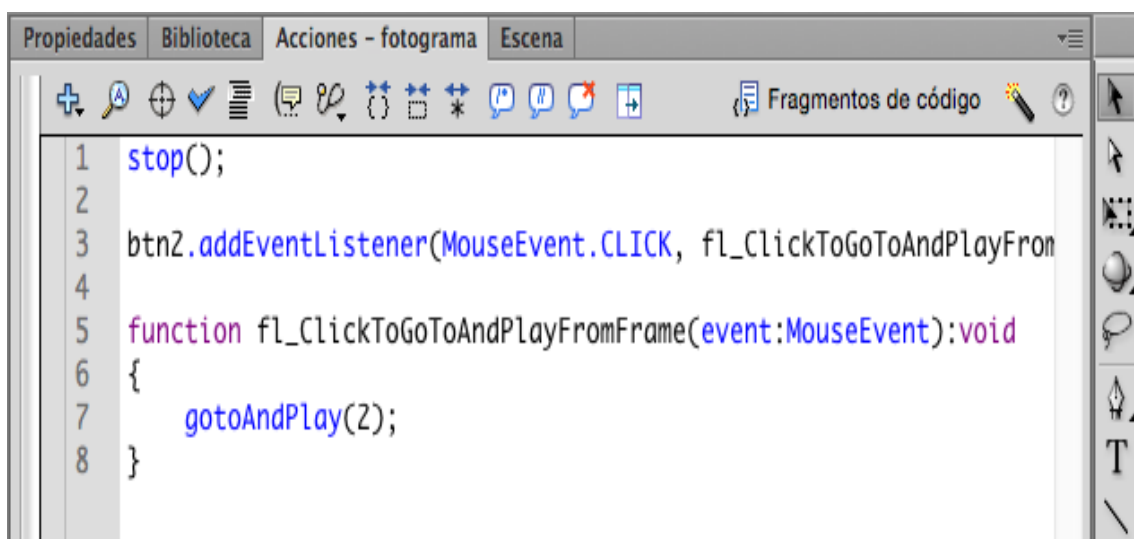 Propiedades Biblioteca Acciones – fotograma Escena
Fragmentos de código
1 stop();
2
3 btn2.addEventListener(MouseEvent.CLICK, fl_ClickToGoToAndPlayFrom
4
5 function fl_ClickToGoToAndPlayFromFrame(event:MouseEvent):void
6 {
7 gotoAndPlay(2);
8 }